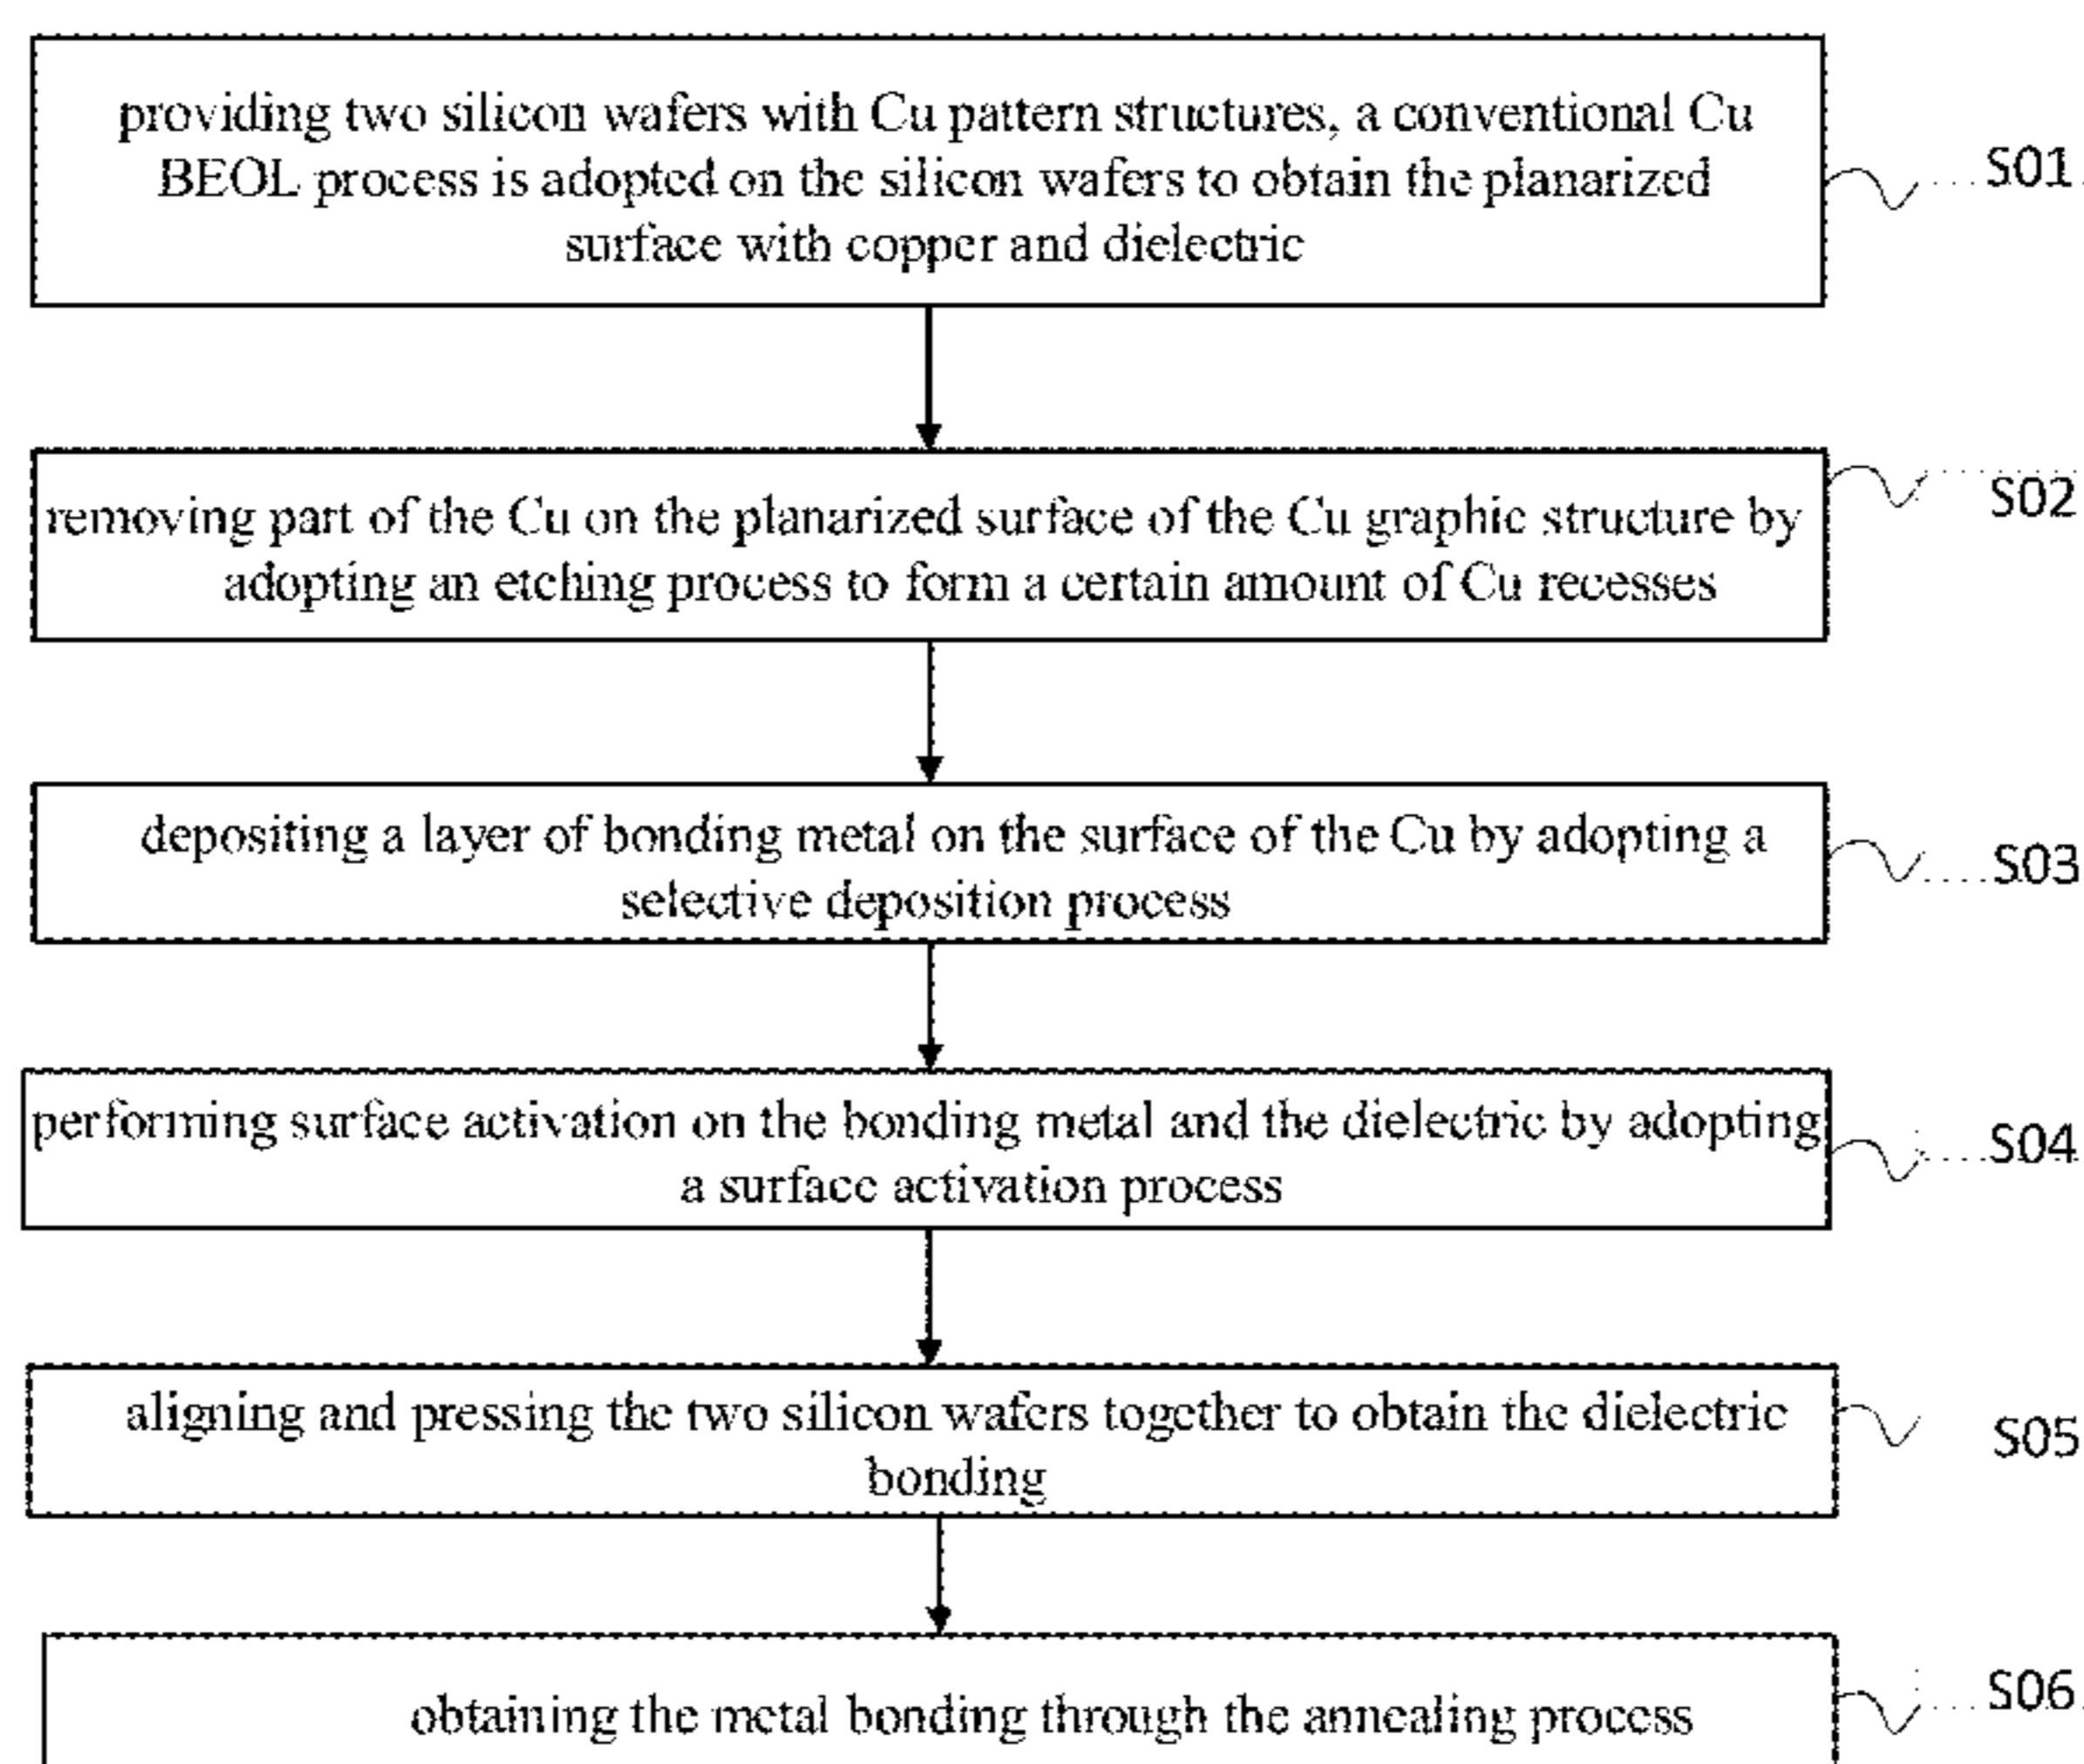 providing two silicon wafers with Cu pattern structures, a conventional Cu
BEOL process is adopted on the silicon wafers to obtain the planarized
surface with copper and dielectric
S01
removing part of the Cu on the planarized surface of the Cu graphic structure by
adopting an etching process to form a certain amount of Cu recesses
S02
depositing a layer of bonding metal on the surface of the Cu by adopting a
selective deposition process
S03
performing surface activation on the bonding metal and the dielectric by adopting
a surface activation process
S04
aligning and pressing the two silicon wafers together to obtain the dielectric
bonding
S05
obtaining the metal bonding through the annealing process
S06